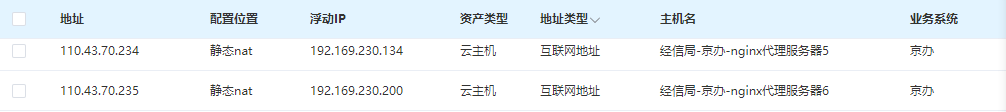 地址 配置位置 浮动IP 资产类型 地址类型 主机名 业务系统
110.43.70.234 静态nat 192.169.230.134 云主机 互联网地址 经信局-京办-nginx代理服务器5 京办
110.43.70.235 静态nat 192.169.230.200 云主机 互联网地址 经信局-京办-nginx代理服务器6 京办